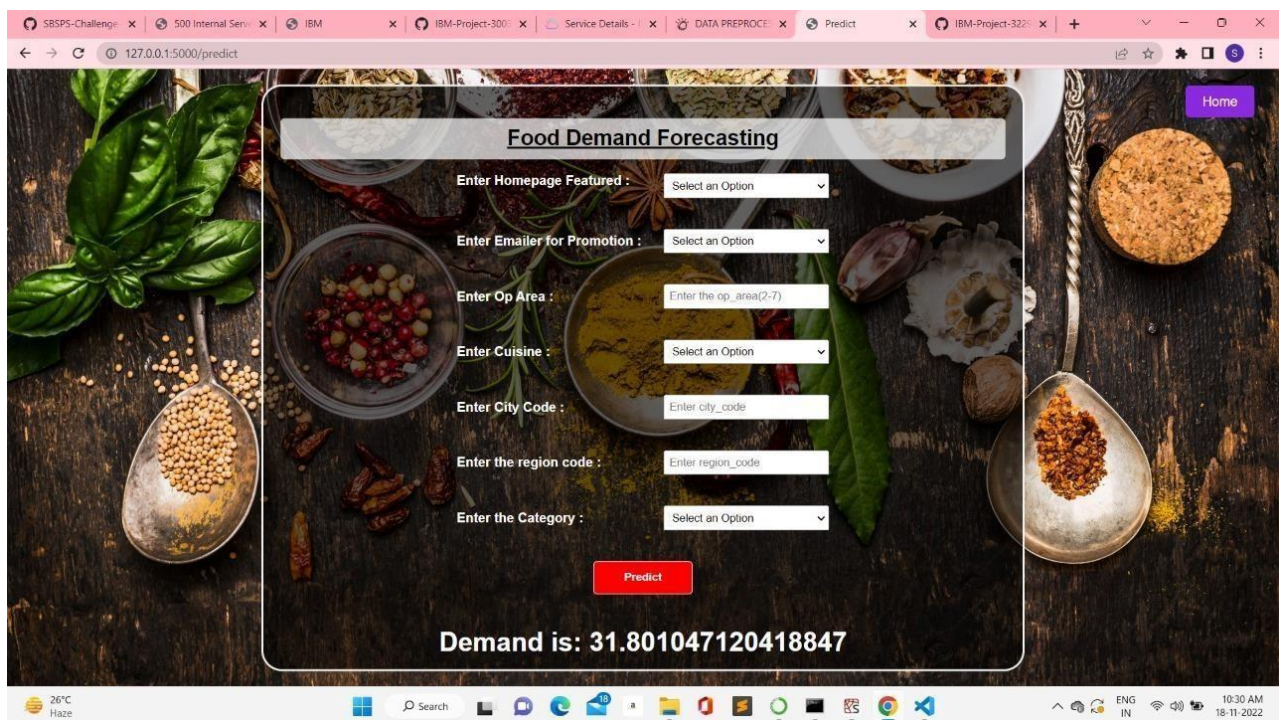 SBSPS-Challenge-
500 Internal Serve
IBM
IBM-Project-300
Service Details -
DATA PREPROCE
Predict
IBM-Project-322
127.0.0.1:5000/predict
S
Home
Food Demand Forecasting
Enter Homepage Featured :
Select an Option
Enter Emailer for Promotion :
Select an Option
Enter Op Area :
Enter the op_area(2-7)
Enter Cuisine :
Select an Option
Enter City Code :
Enter city_code
Enter the region code :
Enter region_code
Enter the Category :
Select an Option
Predict
Demand is: 31.801047120418847
26°C
Haze
Search
18
a
ENG
IN
10:30 AM
18-11-2022